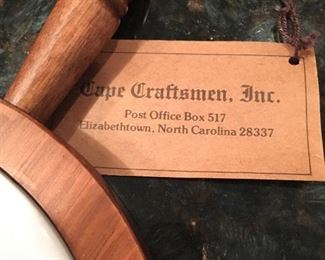 Cape Craftsmen, Inc.
Post Office Box 517
Elizabethtown, North Carolina 28337